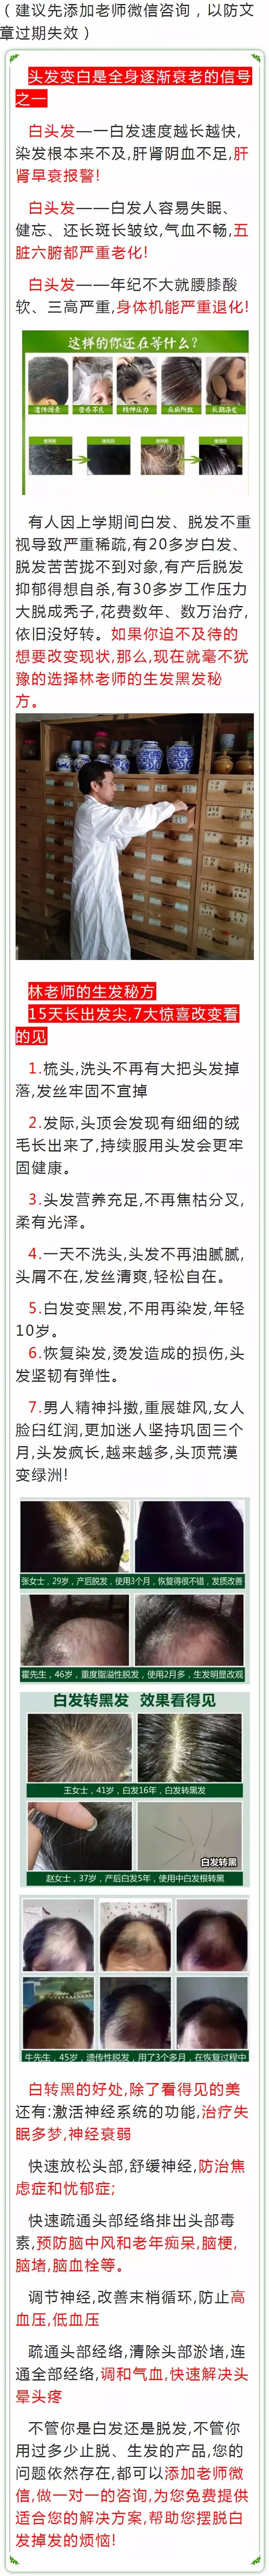 （建议先添加老师微信咨询，以防文
章过期失效）
头发变白是全身逐渐衰老的信号
之一
白头发——一白发速度越长越快,
染发根本来不及,肝肾阴血不足,肝
肾早衰报警!
白头发——白发人容易失眠、
健忘、还长斑长皱纹,气血不畅,五
脏六腑都严重老化!
白头发——年纪不大就腰膝酸
软、三高严重,身体机能严重退化!
这样的你还在等什么?
遗传因素
营养不良
精神压力
疾病所致
长期染烫
使用前
使用后
使用前
使用后
有人因上学期间白发、脱发不重
视导致严重稀疏,有20多岁白发、
脱发苦苦拢不到对象,有产后脱发
抑郁得想自杀,有30多岁工作压力
大脱成秃子,花费数年、数万治疗,
依旧没好转。如果你迫不及待的
想要改变现状,那么,现在就毫不犹
豫的选择林老师的生发黑发秘
方。
林老师的生发秘方
15天长出发尖,7大惊喜改变看
的见
1.梳头,洗头不再有大把头发掉
落,发丝牢固不宜掉
2.发际,头顶会发现有细细的绒
毛长出来了,持续服用头发会更牢
固健康。
3.头发营养充足,不再焦枯分叉,
柔有光泽。
4.一天不洗头,头发不再油腻腻,
头屑不在,发丝清爽,轻松自在。
5.白发变黑发,不用再染发,年轻
10岁。
6.恢复染发,烫发造成的损伤,头
发坚韧有弹性。
7.男人精神抖擞,重展雄风,女人
脸臼红润,更加迷人坚持巩固三个
月,头发疯长,越来越多,头顶荒漠
变绿洲!
张女士，29岁，产后脱发，使用3个月，恢复得很不错，发质改善
霍先生，46岁，重度脂溢性脱发，使用2月多，生发明显改观
白发转黑发 效果看得见
王女士，41岁，白发16年，白发转黑发
白发转黑
赵女士，37岁，产后白发5年，使用中白发根转黑
牛先生，45岁，遗传性脱发，用了3个多月，在恢复过程中
白转黑的好处,除了看得见的美
还有:激活神经系统的功能,治疗失
眠多梦,神经衰弱
快速放松头部,舒缓神经,防治焦
虑症和忧郁症;
快速疏通头部经络排出头部毒
素,预防脑中风和老年痴呆,脑梗,
脑堵,脑血栓等。
调节神经,改善末梢循环,防止高
血压,低血压
疏通头部经络,清除头部淤堵,连
通全部经络,调和气血,快速解决头
晕头疼
不管你是白发还是脱发,不管你
用过多少止脱、生发的产品,您的
问题依然存在,都可以添加老师微
信,做一对一的咨询,为您免费提供
适合您的解决方案,帮助您摆脱白
发掉发的烦恼!